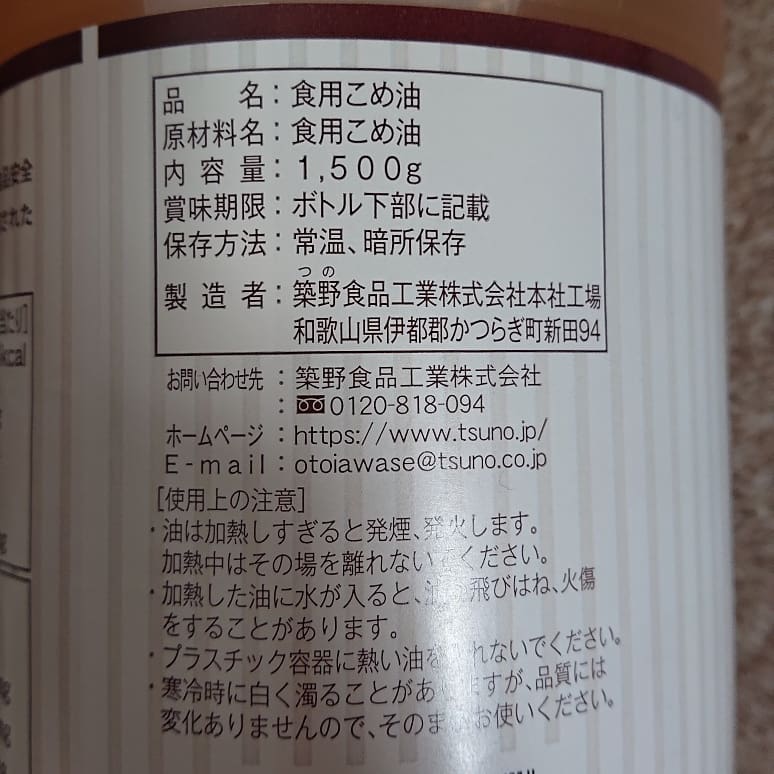 品名：食用こめ油
原材料名：食用こめ油
内容量：1,500g
賞味期限：ボトル下部に記載
保存方法：常温、暗所保存
つの
製造者：築野食品工業株式会社本社工場
和歌山県伊都郡かつらぎ町新田94
お問い合わせ先：築野食品工業株式会社
：0120-818-094
ホームページ：https://www.tsuno.jp/
E-mail：otoiawase@tsuno.co.jp
[使用上の注意]
・油は加熱しすぎると発煙、発火します。
加熱中はその場を離れないでください。
・加熱した油に水が入ると、油が飛びはね、火傷
をすることがあります。
・プラスチック容器に熱い油を入れないでください。
・寒冷時に白く濁ることがありますが、品質には
変化ありませんので、そのままお使いください。
品安全
された
当たり]
kcal